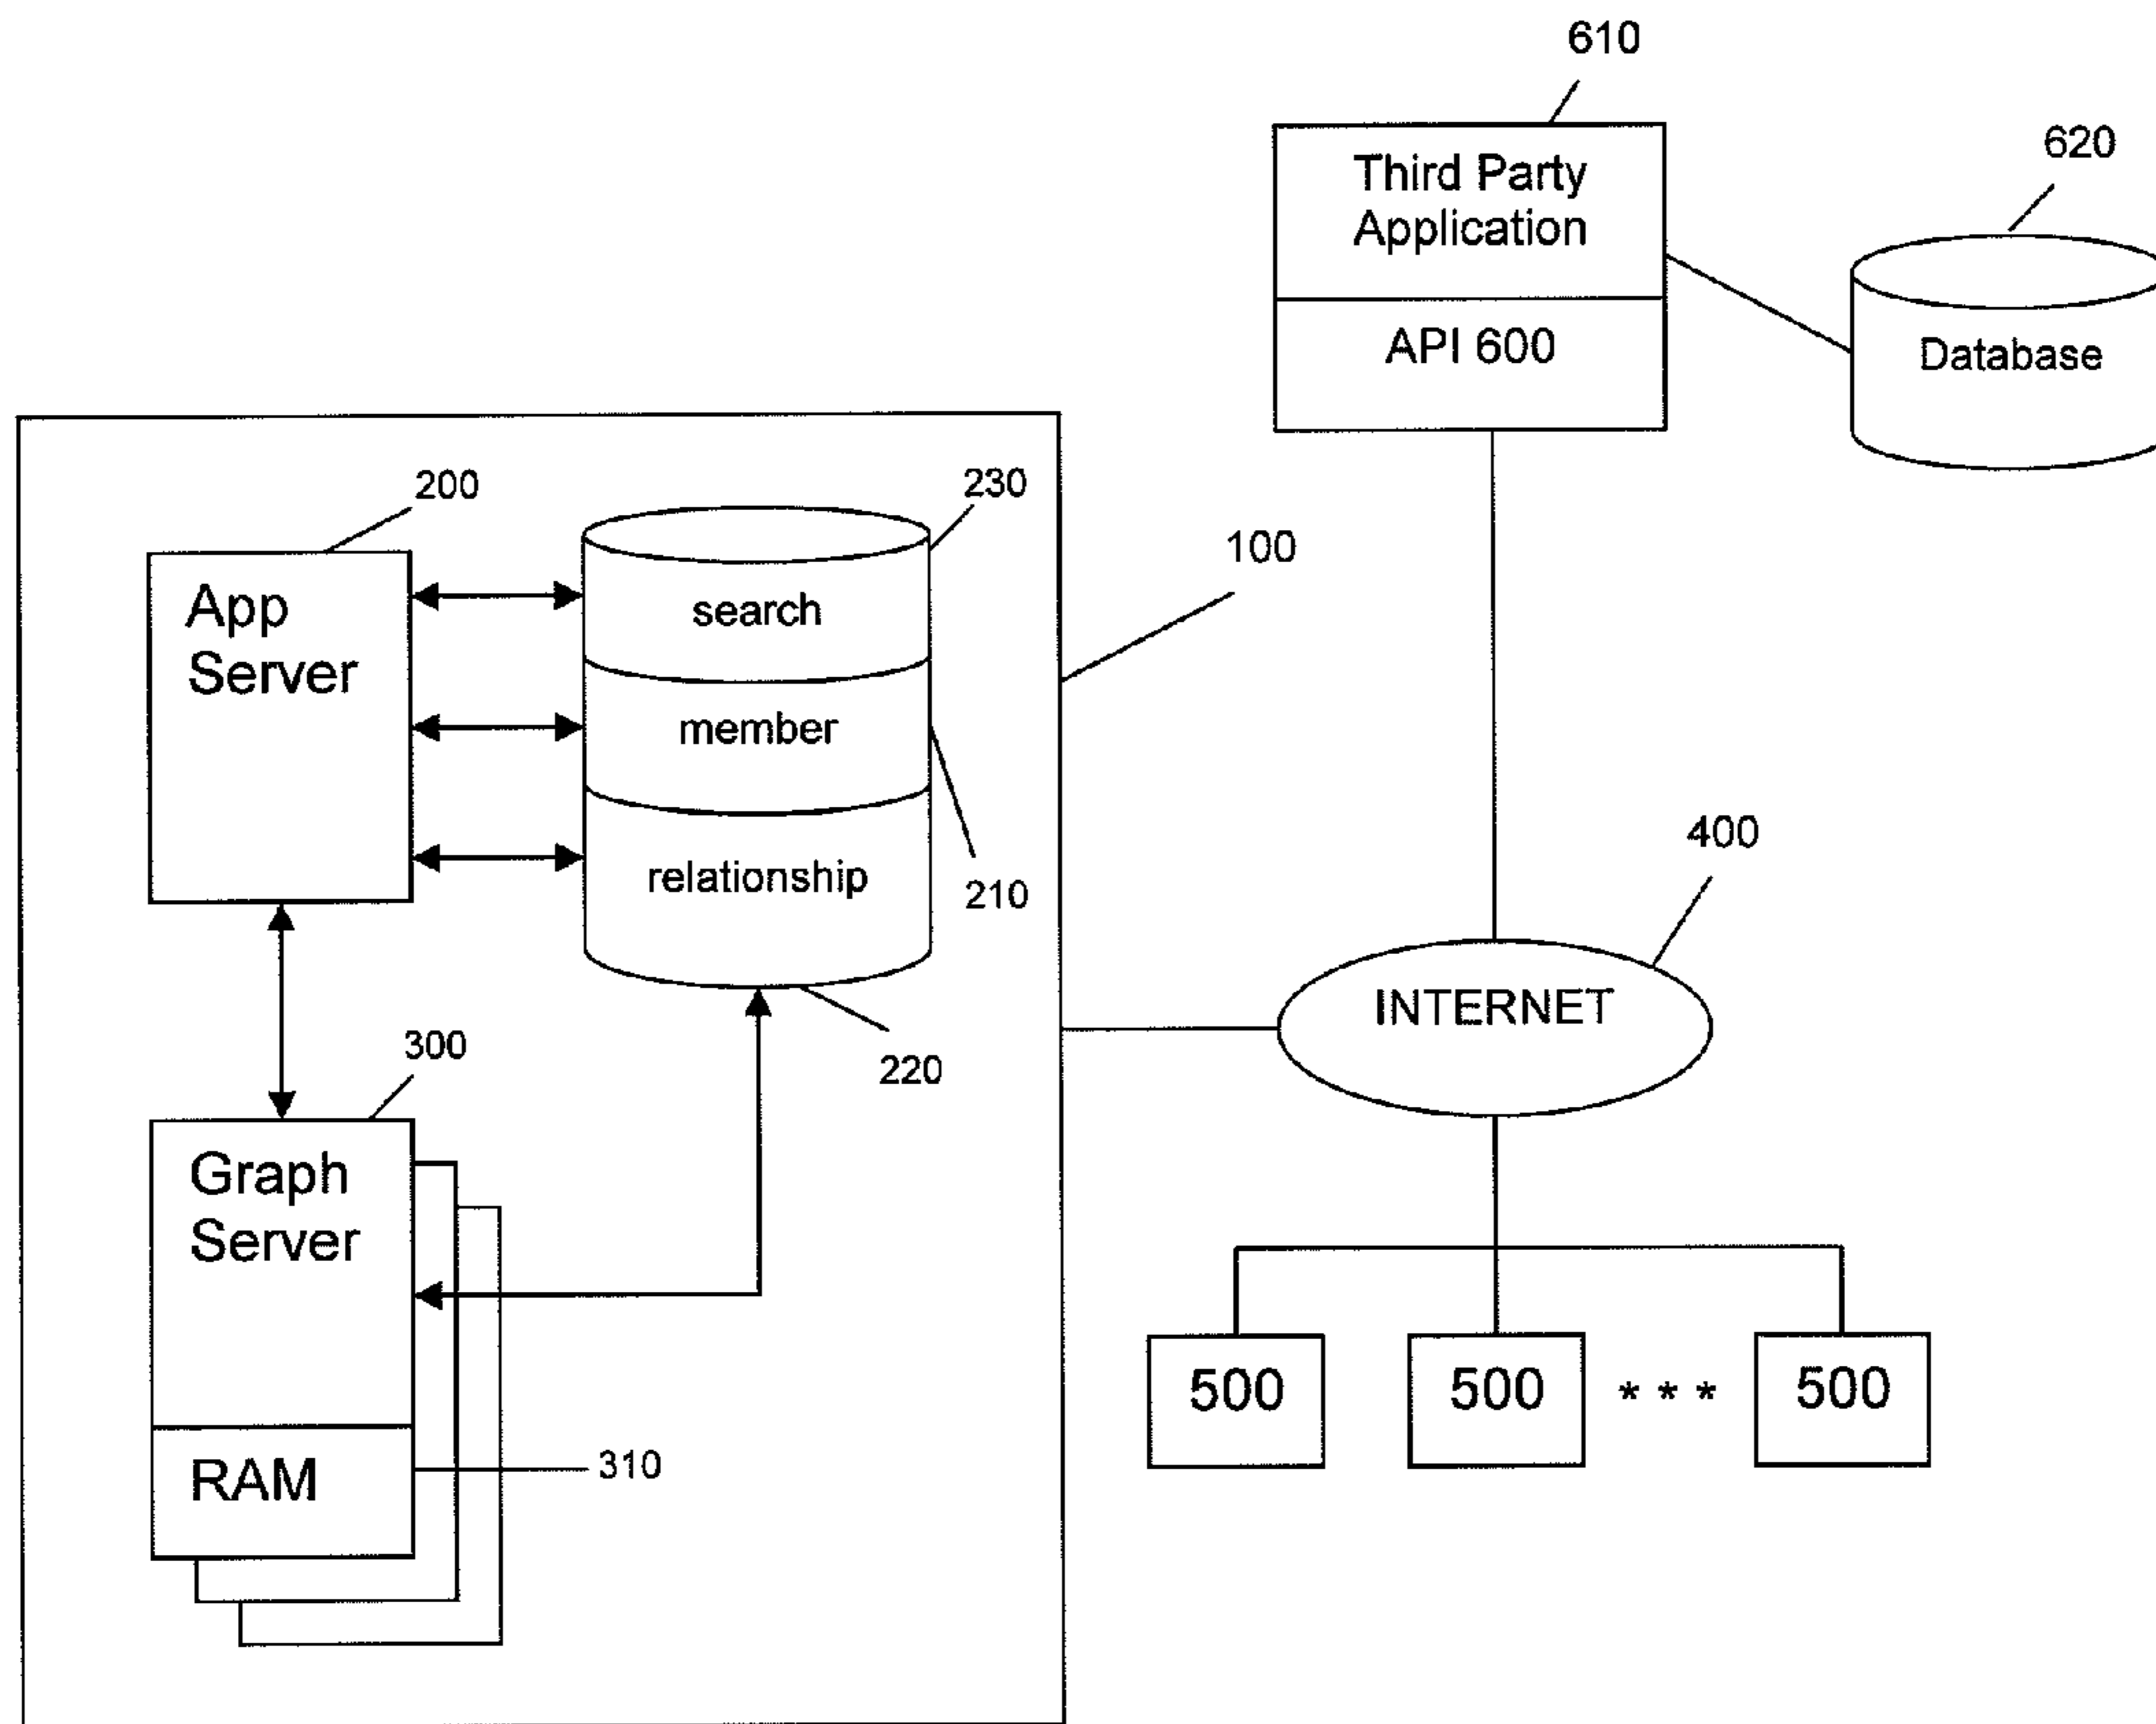 610
Third Party
Application
620
API 600
Database
200
230
100
App
Server
search
member
relationship
210
400
INTERNET
300
220
Graph
Server
RAM
310
500
500
* * *
500